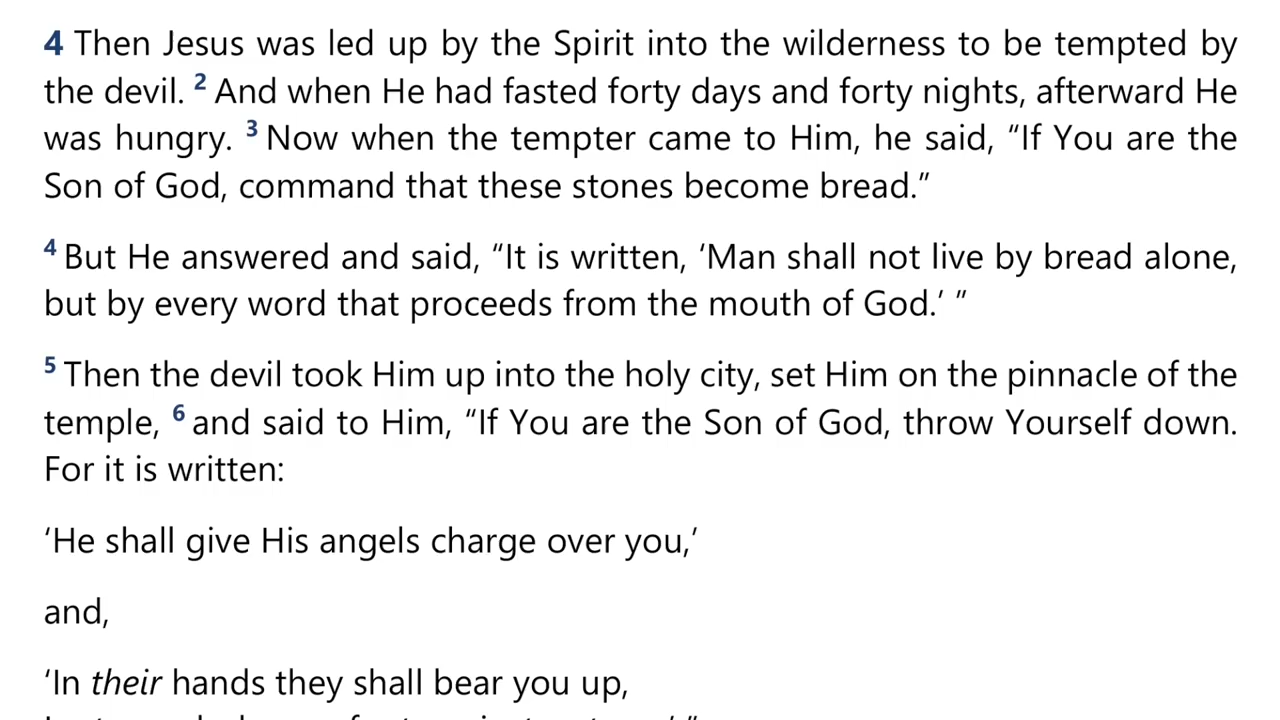 4 Then Jesus was led up by the Spirit into the wilderness to be tempted by
the devil. 2 And when He had fasted forty days and forty nights, afterward He
was hungry. 3 Now when the tempter came to Him, he said, “If You are the
Son of God, command that these stones become bread.”
4 But He answered and said, “It is written, ‘Man shall not live by bread alone,
but by every word that proceeds from the mouth of God.’ ”
5 Then the devil took Him up into the holy city, set Him on the pinnacle of the
temple, 6 and said to Him, “If You are the Son of God, throw Yourself down.
For it is written:
‘He shall give His angels charge over you,’
and,
‘In their hands they shall bear you up,